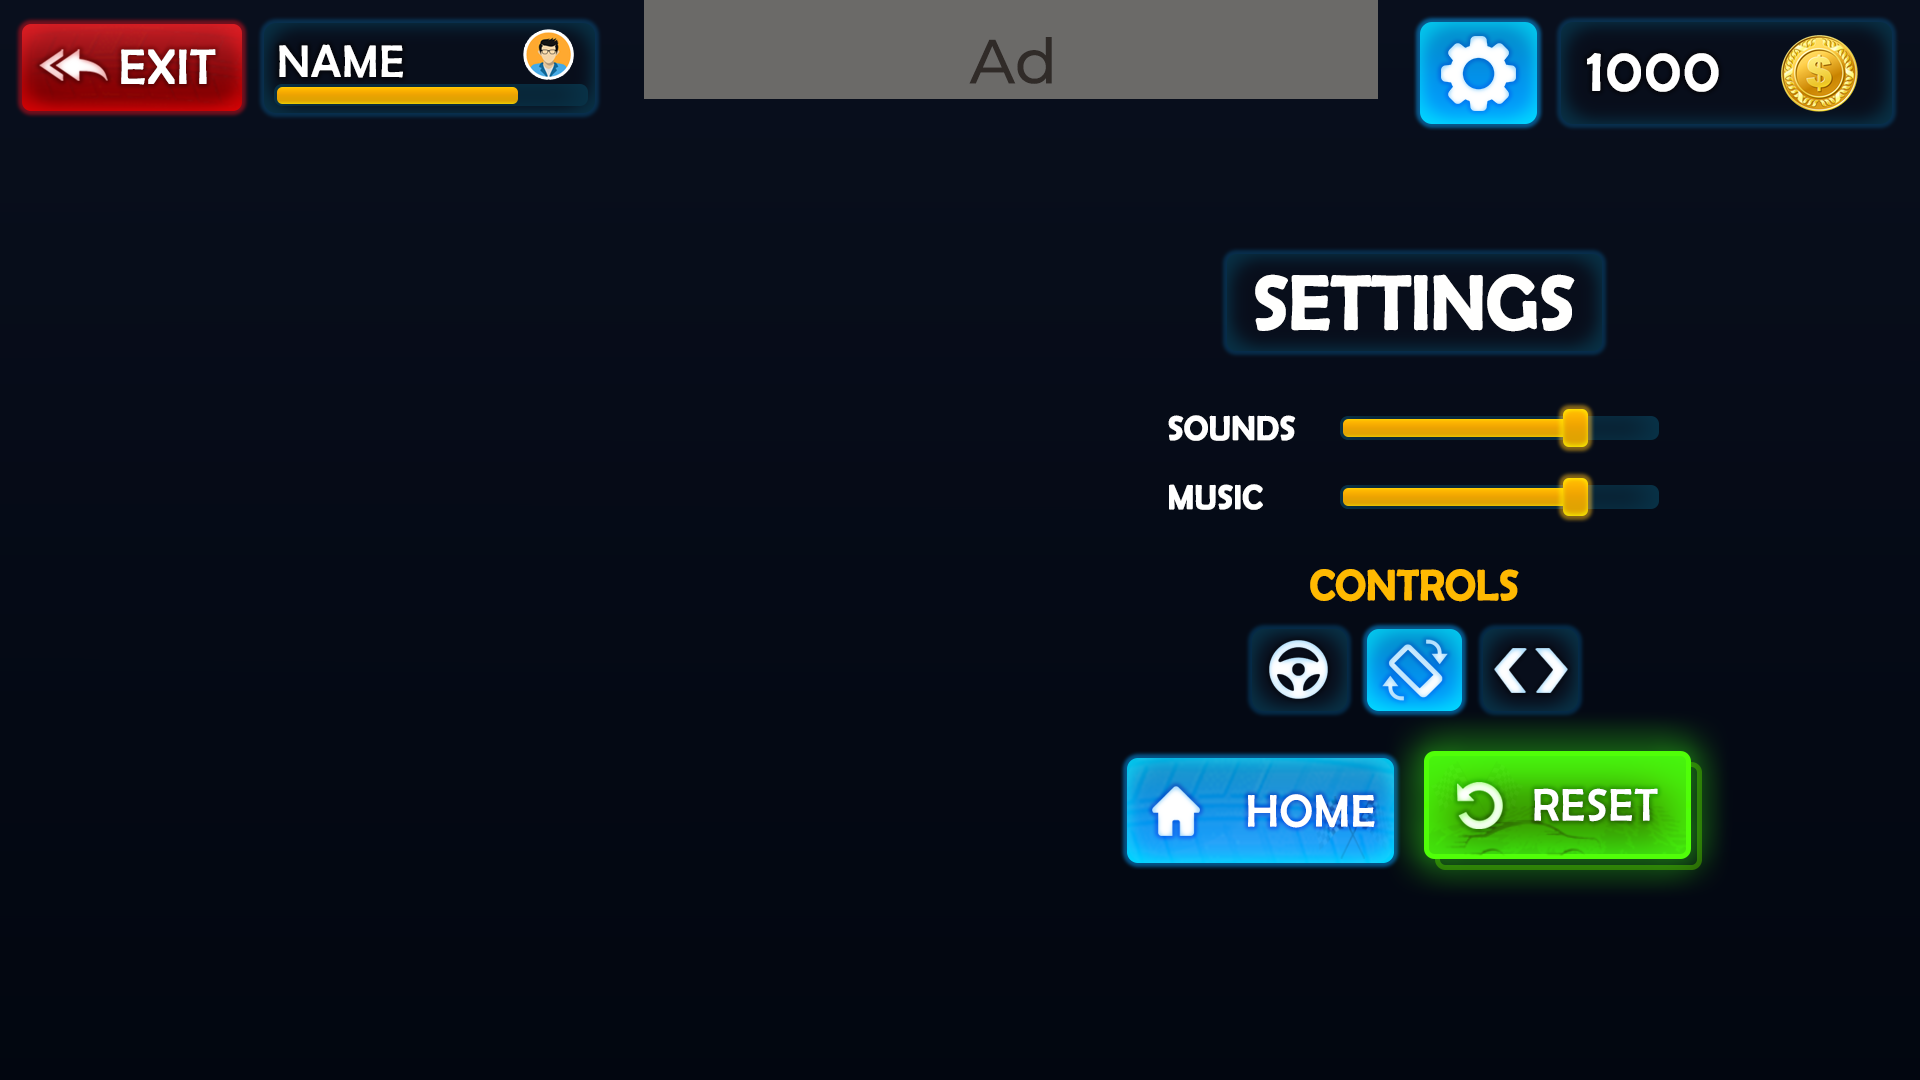 EXIT
NAME
Ad
1000
SETTINGS
SOUNDS
MUSIC
CONTROLS
HOME
RESET